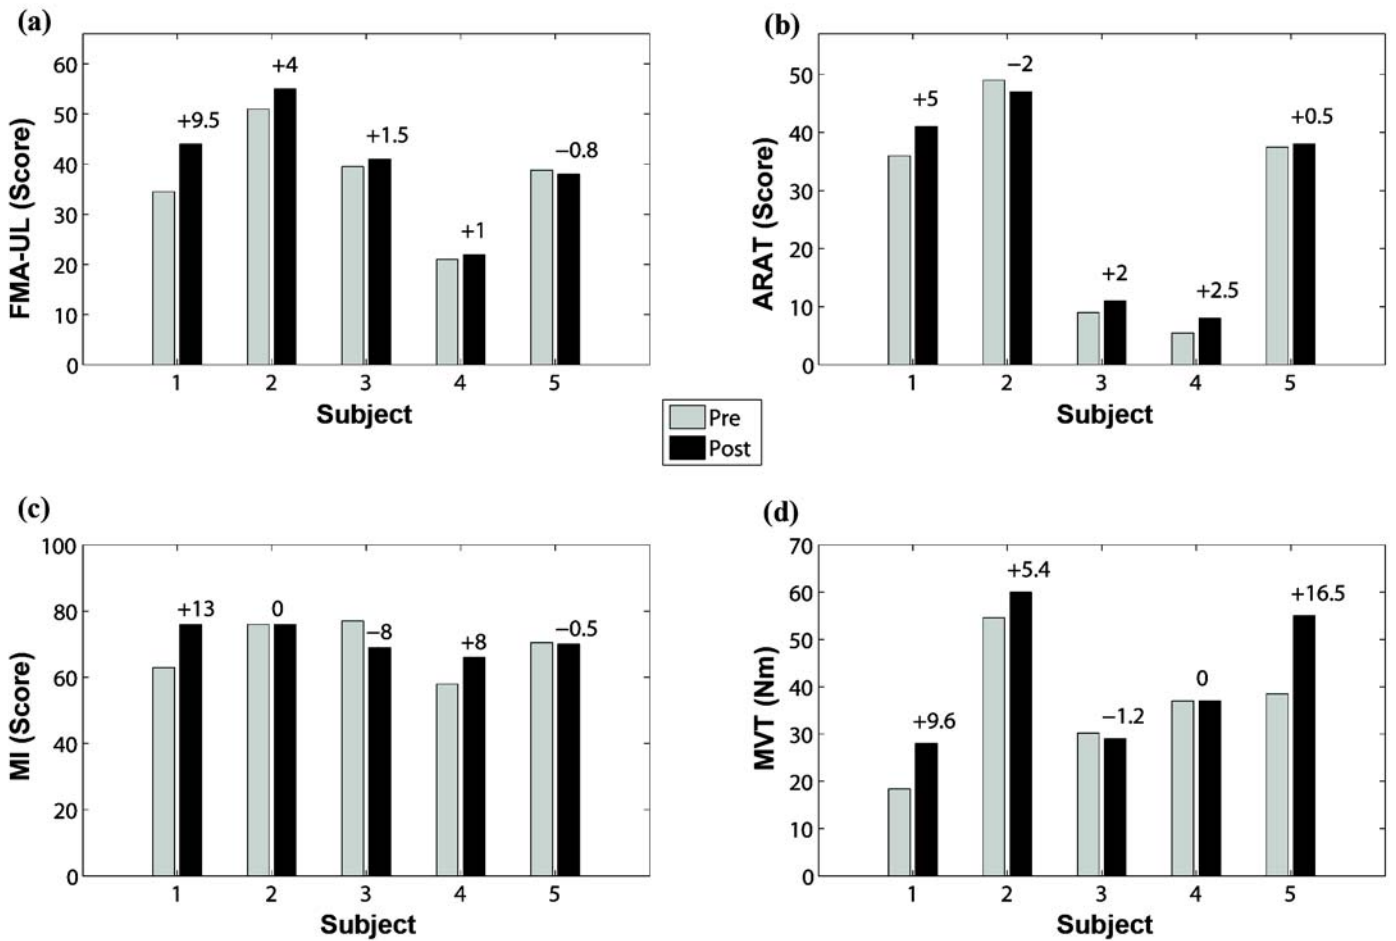 (a)
FMA-UL (Score)
60
50
40
30
20
10
0
+9.5
+4
+1.5
+1
−0.8
1 2 3 4 5
Subject
(b)
ARAT (Score)
50
40
30
20
10
0
+5
−2
+2
+2.5
+0.5
1 2 3 4 5
Subject
Pre
Post
(c)
MI (Score)
100
80
60
40
20
0
+13
0
−8
+8
−0.5
1 2 3 4 5
Subject
(d)
MVT (Nm)
70
60
50
40
30
20
10
0
+9.6
+5.4
−1.2
0
+16.5
1 2 3 4 5
Subject